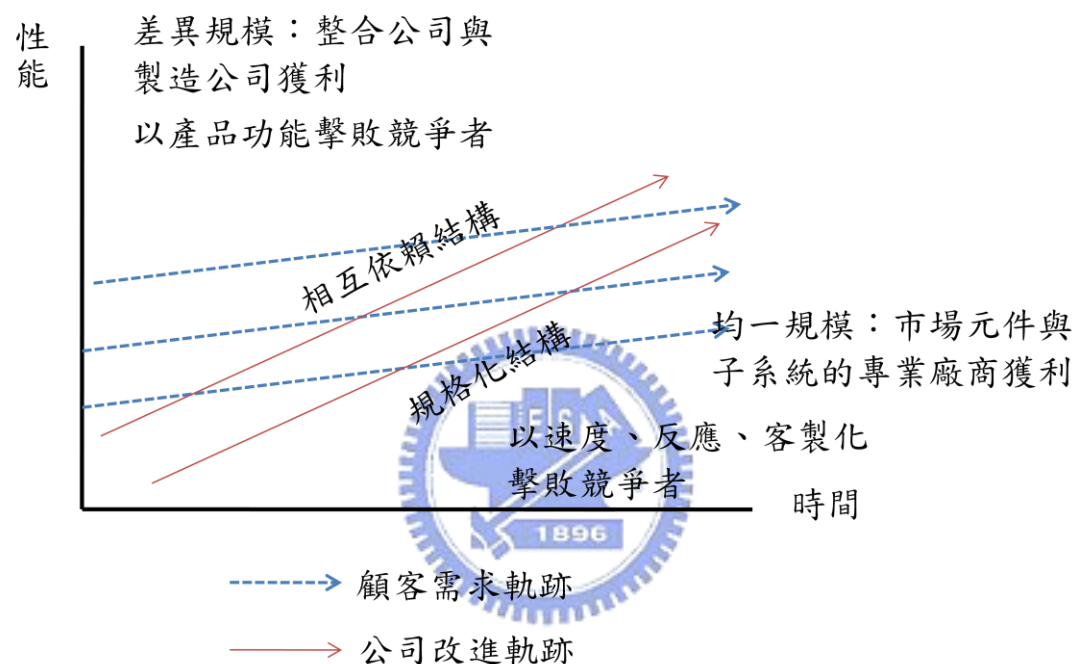 性能
差異規模：整合公司與
製造公司獲利
以產品功能擊敗競爭者
相互依賴結構
規格化結構
均一規模：市場元件與
子系統的專業廠商獲利
以速度、反應、客製化
擊敗競爭者
時間
1896
顧客需求軌跡
公司改進軌跡